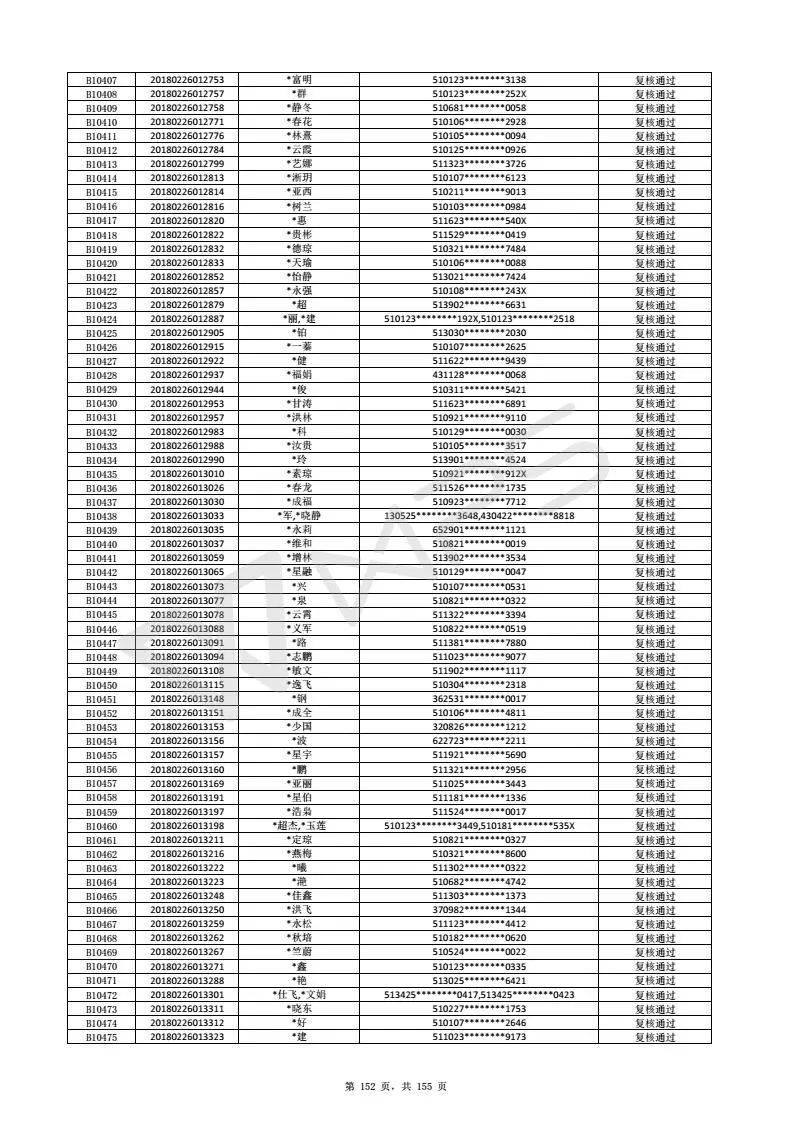 B10407 20180226012753 *富明 510123********3138 复核通过
B10408 20180226012757 *群 510123********252X 复核通过
B10409 20180226012758 *静冬 510681********0058 复核通过
B10410 20180226012771 *春花 510106********2928 复核通过
B10411 20180226012776 *林熹 510105********0094 复核通过
B10412 20180226012784 *云霞 510125********0926 复核通过
B10413 20180226012799 *艺娜 511323********3726 复核通过
B10414 20180226012813 *淅玥 510107********6123 复核通过
B10415 20180226012814 *亚西 510211********9013 复核通过
B10416 20180226012816 *树兰 510103********0984 复核通过
B10417 20180226012820 *惠 511623********540X 复核通过
B10418 20180226012822 *贵彬 511529********0419 复核通过
B10419 20180226012832 *德琼 510321********7484 复核通过
B10420 20180226012833 *天瑜 510106********0088 复核通过
B10421 20180226012852 *怡静 513021********7424 复核通过
B10422 20180226012857 *永强 510108********243X 复核通过
B10423 20180226012879 *超 513902********6631 复核通过
B10424 20180226012887 *丽,*建 510123********192X,510123********2518 复核通过
B10425 20180226012905 *铂 513030********2030 复核通过
B10426 20180226012915 *一蓁 510107********2625 复核通过
B10427 20180226012922 *健 511622********9439 复核通过
B10428 20180226012937 *福娟 431128********0068 复核通过
B10429 20180226012944 *俊 510311********5421 复核通过
B10430 20180226012953 *甘涛 511623********6891 复核通过
B10431 20180226012957 *洪林 510921********9110 复核通过
B10432 20180226012983 *科 510129********0030 复核通过
B10433 20180226012988 *汝贵 510105********3517 复核通过
B10434 20180226012990 *玲 513901********4524 复核通过
B10435 20180226013010 *素琼 510921********912X 复核通过
B10436 20180226013026 *春龙 511526********1735 复核通过
B10437 20180226013030 *成福 510923********7712 复核通过
B10438 20180226013033 *军,*晓静 130525********3648,430422********8818 复核通过
B10439 20180226013035 *永莉 652901********1121 复核通过
B10440 20180226013037 *维和 510821********0019 复核通过
B10441 20180226013059 *增林 513902********3534 复核通过
B10442 20180226013065 *星融 510129********0047 复核通过
B10443 20180226013073 *兴 510107********0531 复核通过
B10444 20180226013077 *泉 510821********0322 复核通过
B10445 20180226013078 *云霄 511322********3394 复核通过
B10446 20180226013088 *义军 510822********0519 复核通过
B10447 20180226013091 *路 511381********7880 复核通过
B10448 20180226013094 *志鹏 511023********9077 复核通过
B10449 20180226013108 *敏文 511902********1117 复核通过
B10450 20180226013115 *逸飞 510304********2318 复核通过
B10451 20180226013148 *钢 362531********0017 复核通过
B10452 20180226013151 *成全 510106********4811 复核通过
B10453 20180226013153 *少国 320826********1212 复核通过
B10454 20180226013156 *波 622723********2211 复核通过
B10455 20180226013157 *星宇 511921********5690 复核通过
B10456 20180226013160 *鹏 511321********2956 复核通过
B10457 20180226013169 *亚丽 511025********3443 复核通过
B10458 20180226013191 *星伯 511181********1336 复核通过
B10459 20180226013197 *浩枭 511524********0017 复核通过
B10460 20180226013198 *超杰,*玉莲 510123********3449,510181********535X 复核通过
B10461 20180226013211 *定琼 510821********0327 复核通过
B10462 20180226013216 *燕梅 510321********8600 复核通过
B10463 20180226013222 *曦 511302********0322 复核通过
B10464 20180226013223 *滟 510682********4742 复核通过
B10465 20180226013248 *佳鑫 511303********1373 复核通过
B10466 20180226013250 *洪飞 370982********1344 复核通过
B10467 20180226013259 *永松 511123********4412 复核通过
B10468 20180226013262 *秋培 510182********0620 复核通过
B10469 20180226013267 *竺蔚 510524********0022 复核通过
B10470 20180226013271 *鑫 510123********0335 复核通过
B10471 20180226013288 *艳 513025********6421 复核通过
B10472 20180226013301 *仕飞,*文娟 513425********0417,513425********0423 复核通过
B10473 20180226013311 *晓东 510227********1753 复核通过
B10474 20180226013312 *好 510107********2646 复核通过
B10475 20180226013323 *建 511023********9173 复核通过
WPS
第 152 页，共 155 页